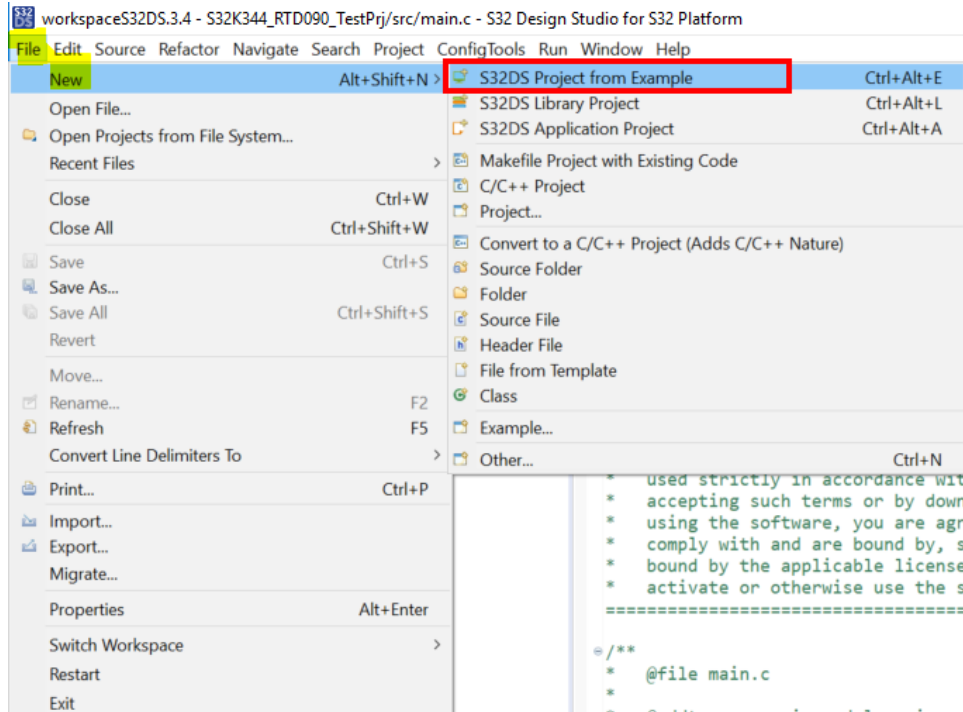 workspaceS32DS.3.4 - S32K344_RTD090_TestPrj/src/main.c - S32 Design Studio for S32 Platform
File Edit Source Refactor Navigate Search Project ConfigTools Run Window Help
New Alt+Shift+N >
Open File...
Open Projects from File System...
Recent Files >
Close Ctrl+W
Close All Ctrl+Shift+W
Save Ctrl+S
Save As...
Save All Ctrl+Shift+S
Revert
Move...
Rename... F2
Refresh F5
Convert Line Delimiters To >
Print... Ctrl+P
Import...
Export...
Migrate...
Properties Alt+Enter
Switch Workspace >
Restart
Exit
S32DS Project from Example Ctrl+Alt+E
S32DS Library Project Ctrl+Alt+L
S32DS Application Project Ctrl+Alt+A
Makefile Project with Existing Code
C/C++ Project
Project...
Convert to a C/C++ Project (Adds C/C++ Nature)
Source Folder
Folder
Source File
Header File
File from Template
Class
Example...
Other... Ctrl+N
* used strictly in accordance wit
* accepting such terms or by down
* using the software, you are agr
* comply with and are bound by, s
* bound by the applicable license
* activate or otherwise use the s
=================================
/**
* @file main.c
*